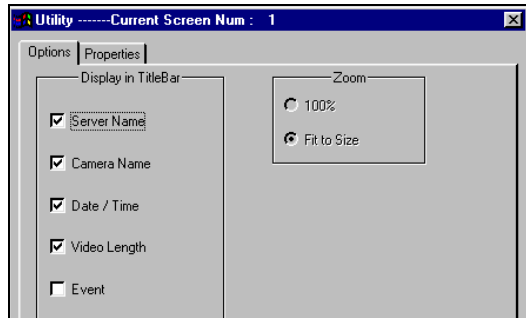 Utility -------Current Screen Num :   1
Options
Properties
Display in TitleBar
Server Name
Camera Name
Date / Time
Video Length
Event
Zoom
100%
Fit to Size